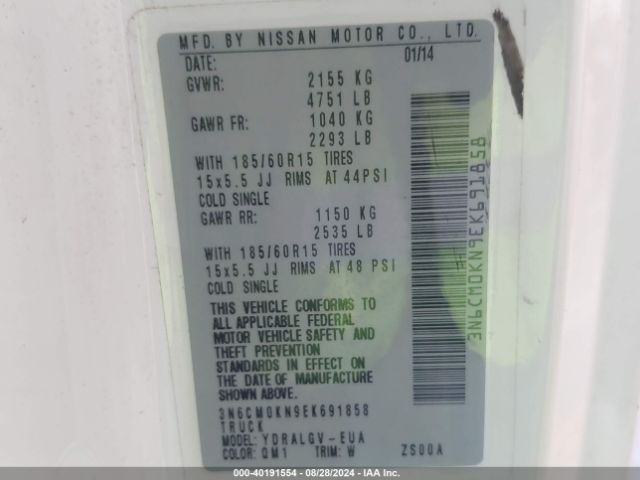 MFD. BY NISSAN MOTOR CO., LTD.
DATE: 01/14
GVWR: 2155 KG
4751 LB
GAWR FR: 1040 KG
2293 LB
WITH 185/60R15 TIRES
15x5.5 JJ RIMS AT 44PSI
COLD SINGLE
GAWR RR: 1150 KG
2535 LB
WITH 185/60R15 TIRES
15x5.5 JJ RIMS AT 48 PSI
COLD SINGLE
THIS VEHICLE CONFORMS TO
ALL APPLICABLE FEDERAL
MOTOR VEHICLE SAFETY AND
THEFT PREVENTION
STANDARDS IN EFFECT ON
THE DATE OF MANUFACTURE
SHOWN ABOVE.
3N6CM0KN9EK691858
TRUCK
MODEL: YDRALGV-EUA
COLOR: QM1 TRIM: W ZS00A
3N6CM0KN9EK691858
000-40191554 - 08/28/2024 - IAAI.COM